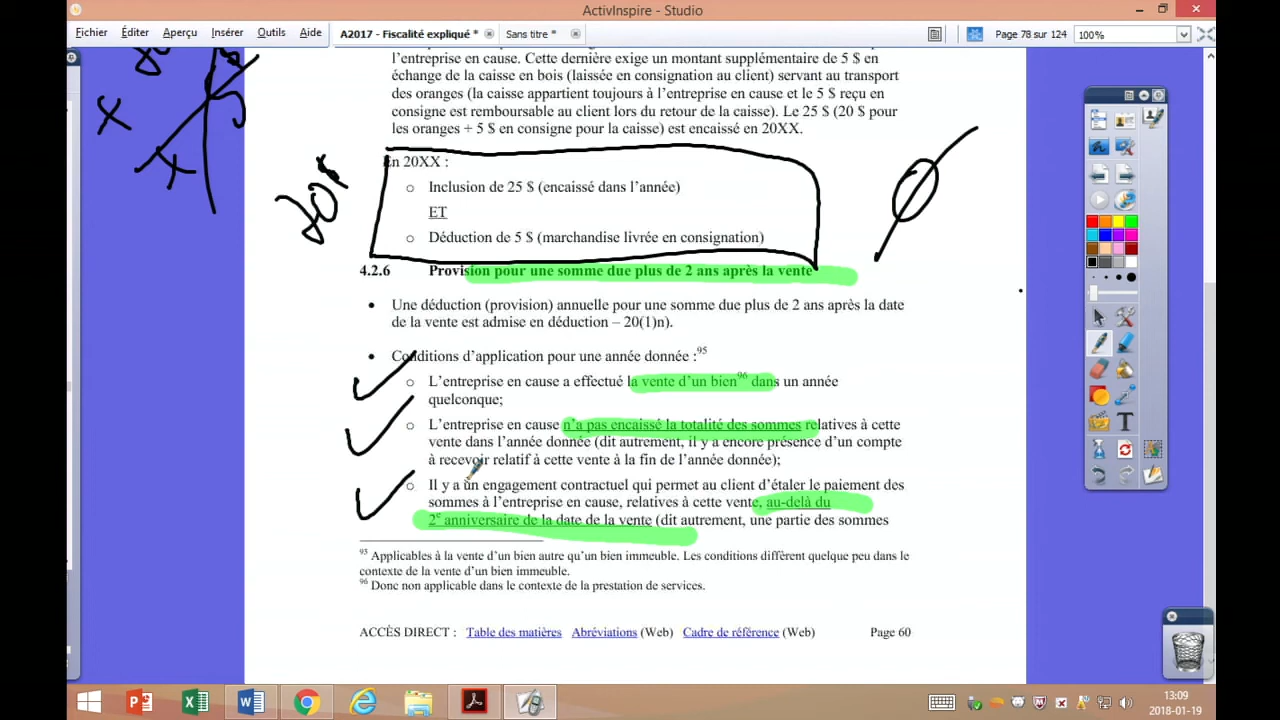 ActivInspire - Studio
Fichier Éditer Aperçu Insérer Outils Aide
A2017 - Fiscalité expliqué * Sans titre *
Page 78 sur 124 100%
l'entreprise en cause. Cette dernière exige un montant supplémentaire de 5 $ en
échange de la caisse en bois (laissée en consignation au client) servant au transport
des oranges (la caisse appartient toujours à l'entreprise en cause et le 5 $ reçu en
consigne est remboursable au client lors du retour de la caisse). Le 25 $ (20 $ pour
les oranges + 5 $ en consigne pour la caisse) est encaissé en 20XX.
En 20XX :
o Inclusion de 25 $ (encaissé dans l'année)
ET
o Déduction de 5 $ (marchandise livrée en consignation)
4.2.6 Provision pour une somme due plus de 2 ans après la vente
• Une déduction (provision) annuelle pour une somme due plus de 2 ans après la date
de la vente est admise en déduction – 20(1)n).
• Conditions d'application pour une année donnée :95
o L'entreprise en cause a effectué la vente d'un bien96 dans un année
quelconque;
o L'entreprise en cause n'a pas encaissé la totalité des sommes relatives à cette
vente dans l'année donnée (dit autrement, il y a encore présence d'un compte
à recevoir relatif à cette vente à la fin de l'année donnée);
o Il y a un engagement contractuel qui permet au client d'étaler le paiement des
sommes à l'entreprise en cause, relatives à cette vente, au-delà du
2e anniversaire de la date de la vente (dit autrement, une partie des sommes
95 Applicables à la vente d'un bien autre qu'un bien immeuble. Les conditions diffèrent quelque peu dans le
contexte de la vente d'un bien immeuble.
96 Donc non applicable dans le contexte de la prestation de services.
ACCÈS DIRECT : Table des matières Abréviations (Web) Cadre de référence (Web) Page 60
13:09
2018-01-19